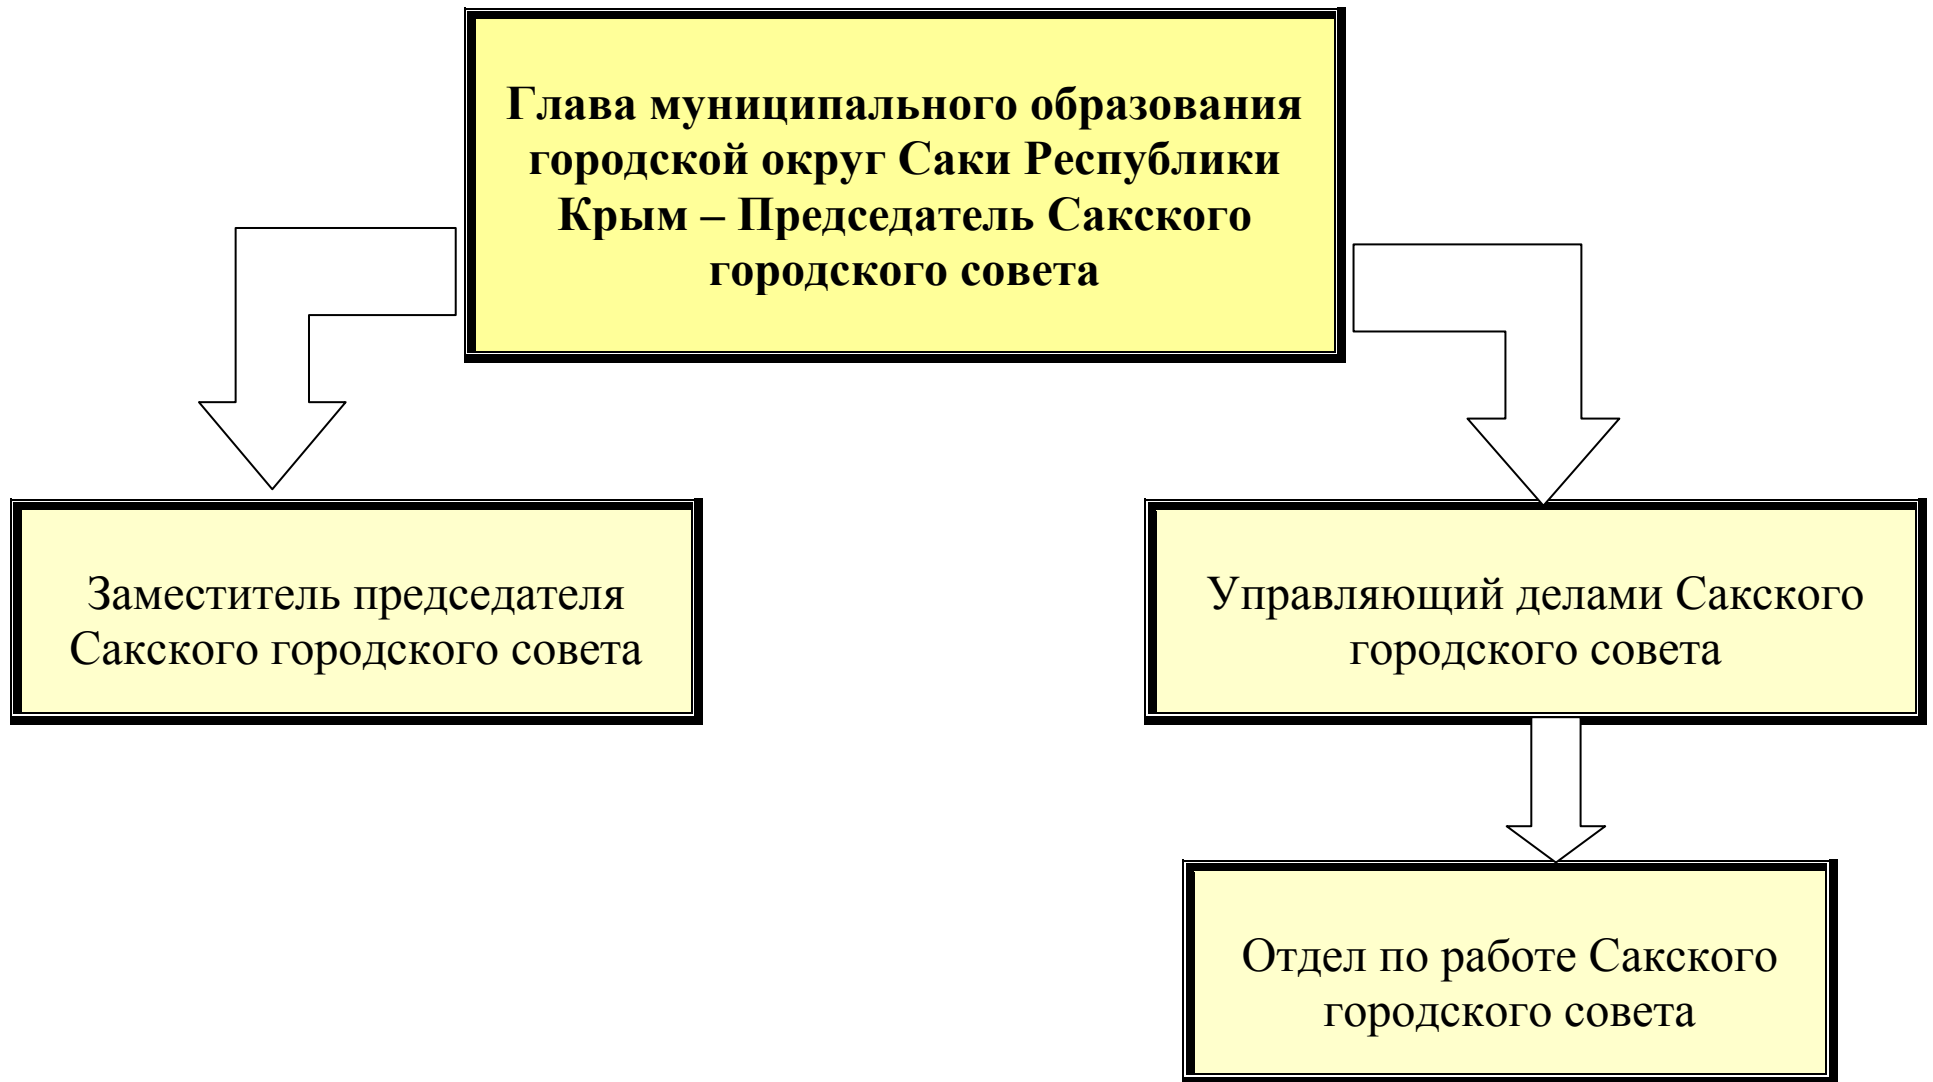 Глава муниципального образования
городской округ Саки Республики
Крым – Председатель Сакского
городского совета
Заместитель председателя
Сакского городского совета
Управляющий делами Сакского
городского совета
Отдел по работе Сакского
городского совета